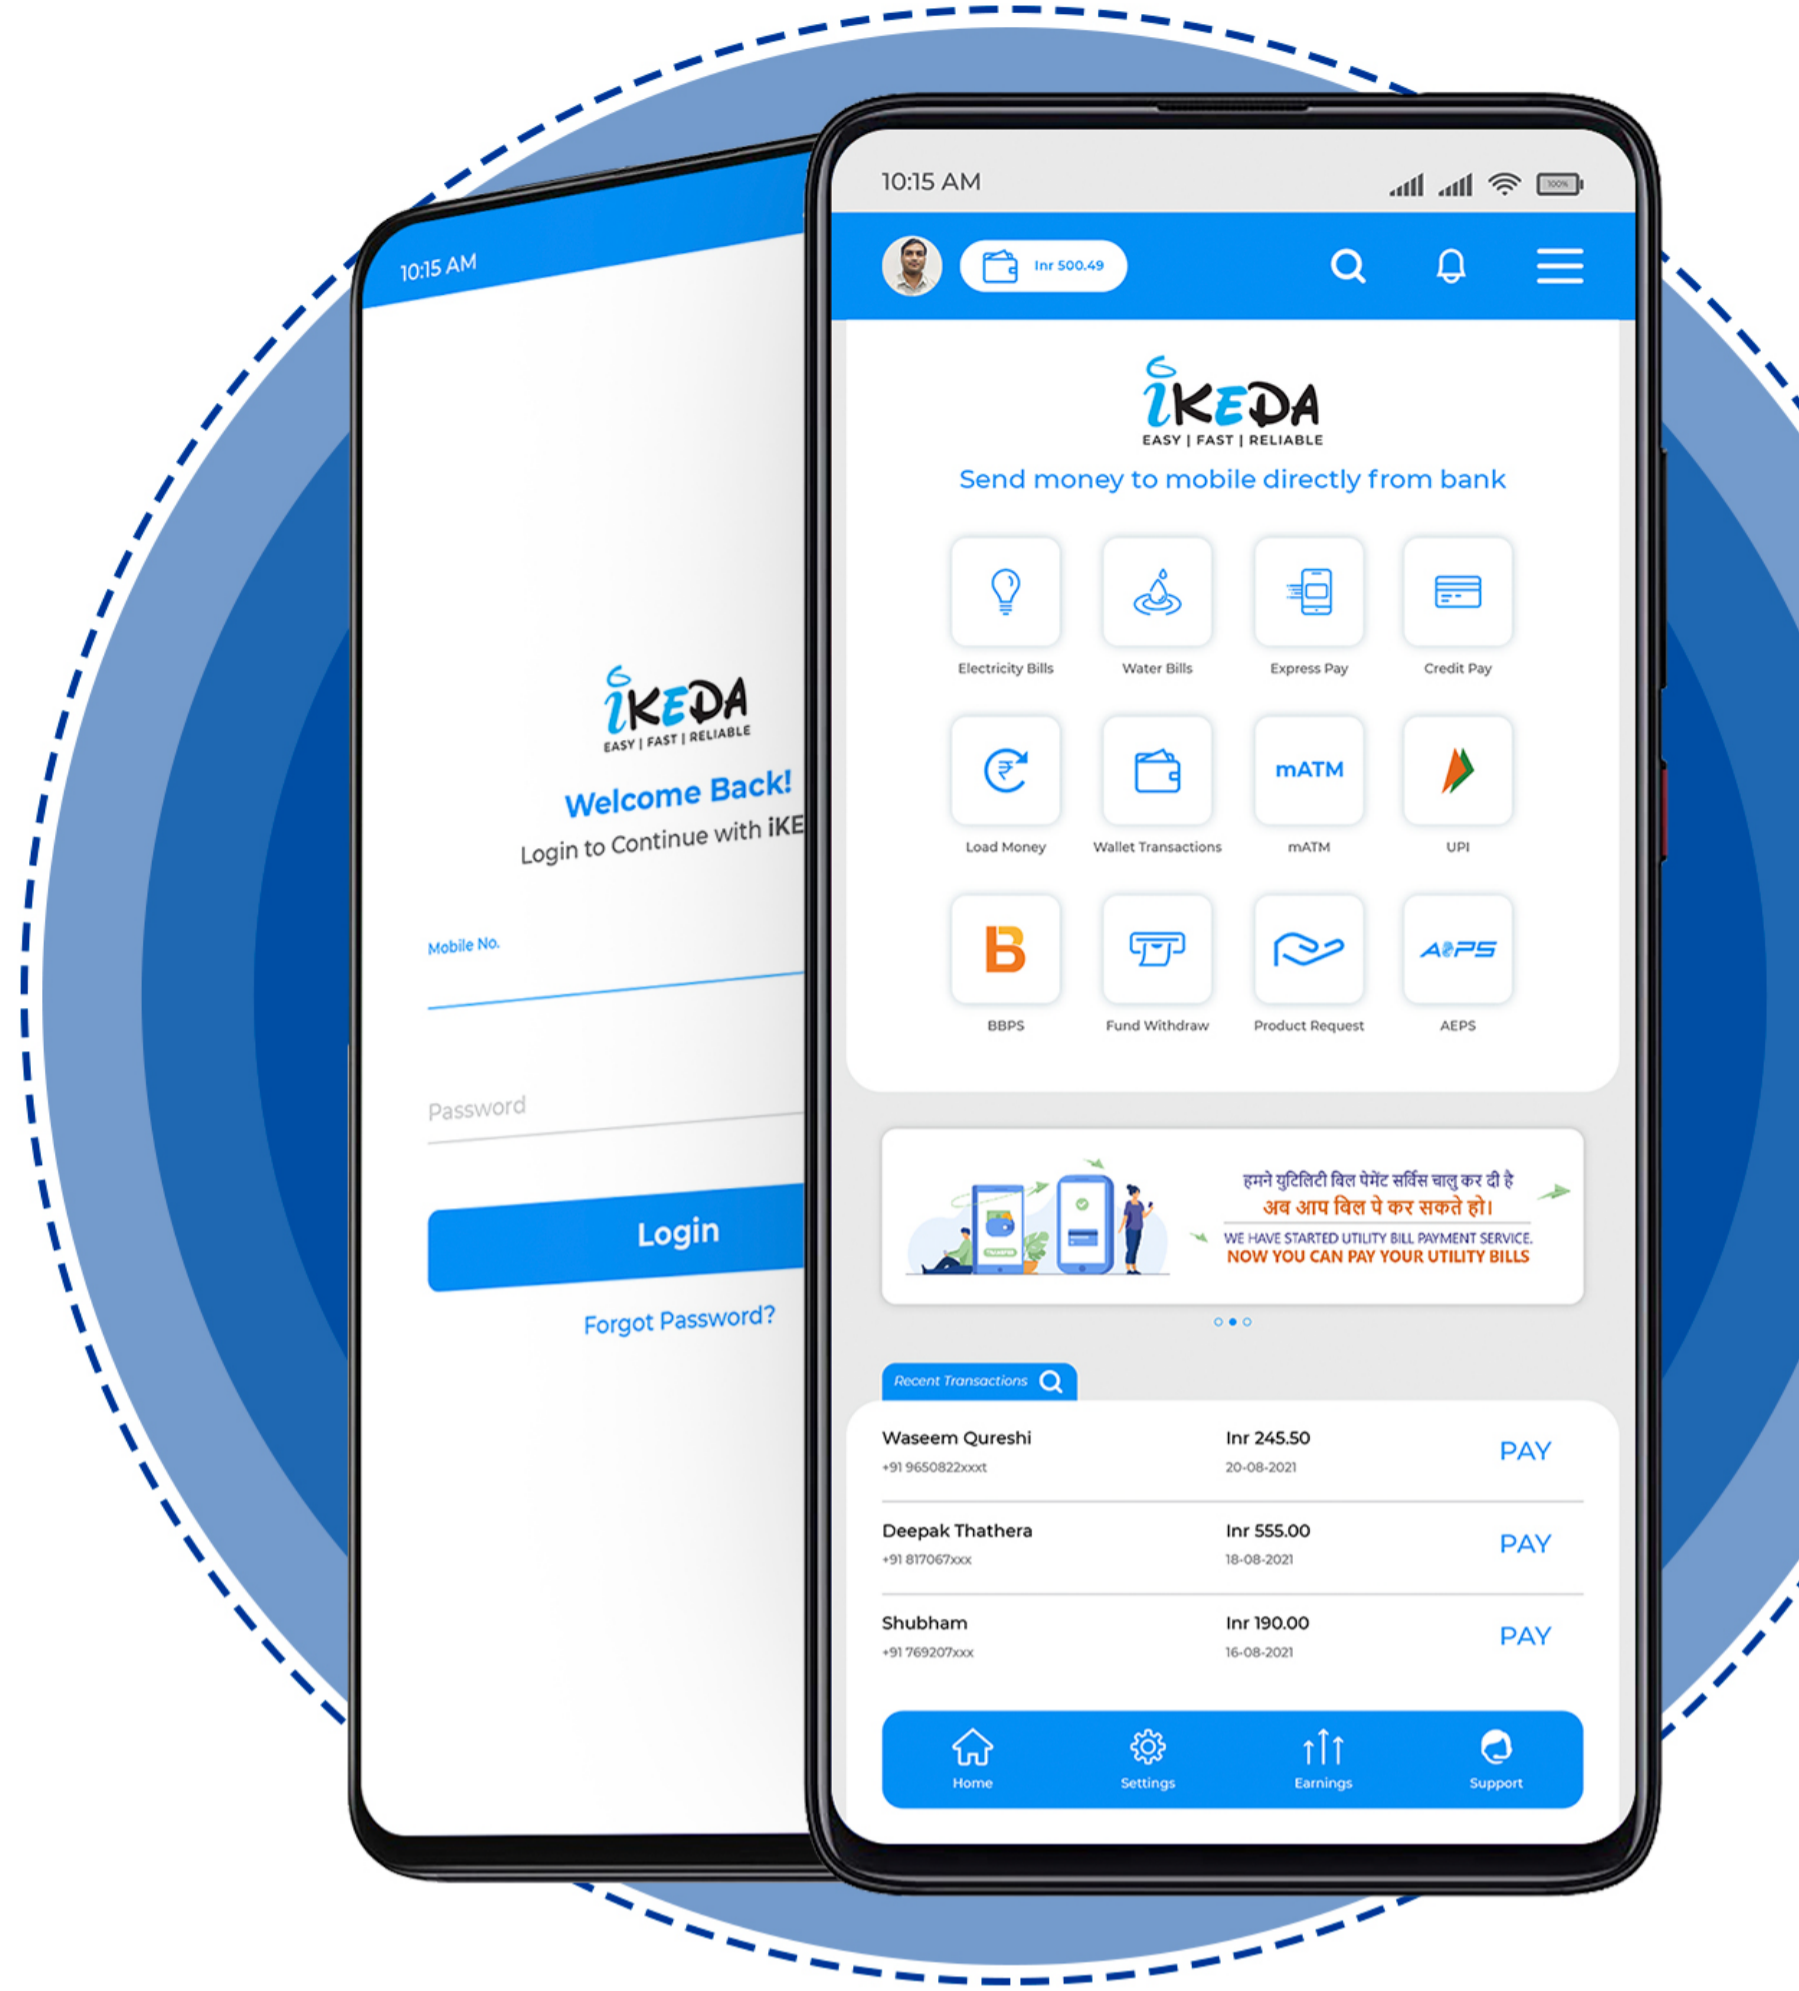 10:15 AM
iKEDA
EASY | FAST | RELIABLE
Welcome Back!
Login to Continue with iKE
Mobile No.
Password
Login
Forgot Password?
10:15 AM
100%
Inr 500.49
iKEDA
EASY | FAST | RELIABLE
Send money to mobile directly from bank
Electricity Bills Water Bills Express Pay Credit Pay
mATM
Load Money Wallet Transactions mATM UPI
B AePS
BBPS Fund Withdraw Product Request AEPS
हमने युटिलिटी बिल पेमेंट सर्विस चालु कर दी है
अब आप बिल पे कर सकते हो।
WE HAVE STARTED UTILITY BILL PAYMENT SERVICE.
NOW YOU CAN PAY YOUR UTILITY BILLS
TRANSFER
Recent Transactions
Waseem Qureshi Inr 245.50 PAY
+91 9650822xxxt 20-08-2021
Deepak Thathera Inr 555.00 PAY
+91 817067xxx 18-08-2021
Shubham Inr 190.00 PAY
+91 769207xxx 16-08-2021
Home Settings Earnings Support